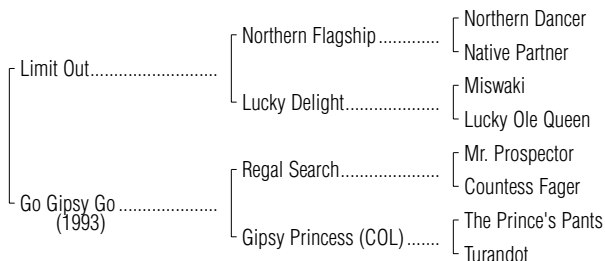 Northern Dancer
Northern Flagship.............
Native Partner
Limit Out...........................
Miswaki
Lucky Delight....................
Lucky Ole Queen
Mr. Prospector
Regal Search.....................
Countess Fager
Go Gipsy Go.....................
(1993)
The Prince's Pants
Gipsy Princess (COL).......
Turandot